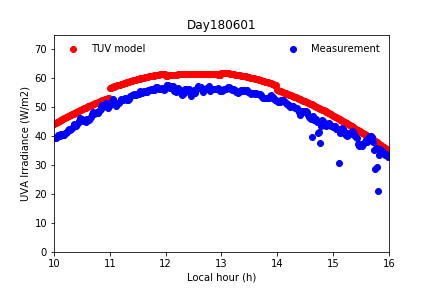 Day180601
TUV model
Measurement
UVA Irradiance (W/m2)
70
60
50
40
30
20
10
0
10 11 12 13 14 15 16
Local hour (h)